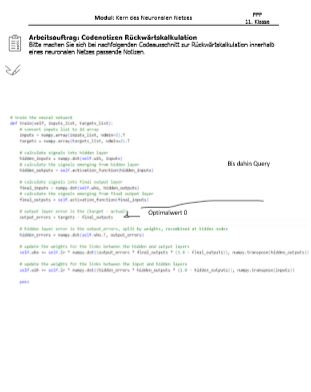 Modul: Kern des Neuronalen Netzes
PPP
11. Klasse
Arbeitsauftrag: Codenotizen Rückwärtskalkulation
Bitte machen Sie sich bei nachfolgenden Codeausschnitt zur Rückwärtskalkulation innerhalb
eines neuronalen Netzes passende Notizen.
# train the neural network
def train(self, inputs_list, targets_list):
# convert inputs list to 2d array
inputs = numpy.array(inputs_list, ndmin=2).T
targets = numpy.array(targets_list, ndmin=2).T
# calculate signals into hidden layer
hidden_inputs = numpy.dot(self.wih, inputs)
# calculate the signals emerging from hidden layer
hidden_outputs = self.activation_function(hidden_inputs)
Bis dahin Query
# calculate signals into final output layer
final_inputs = numpy.dot(self.who, hidden_outputs)
# calculate the signals emerging from final output layer
final_outputs = self.activation_function(final_inputs)
# output layer error is the (target - actual)
Optimalwert 0
output_errors = targets - final_outputs
# hidden layer error is the output_errors, split by weights, recombined at hidden nodes
hidden_errors = numpy.dot(self.who.T, output_errors)
# update the weights for the links between the hidden and output layers
self.who += self.lr * numpy.dot((output_errors * final_outputs * (1.0 - final_outputs)), numpy.transpose(hidden_outputs))
# update the weights for the links between the input and hidden layers
self.wih += self.lr * numpy.dot((hidden_errors * hidden_outputs * (1.0 - hidden_outputs)), numpy.transpose(inputs))
pass